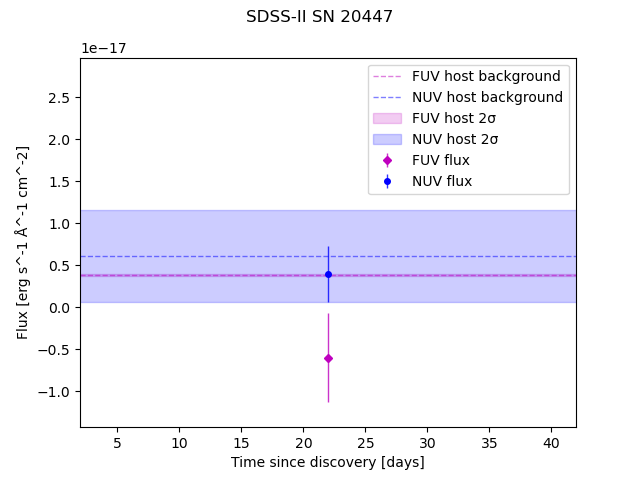 SDSS-II SN 20447
1e−17
FUV host background
NUV host background
FUV host 2σ
NUV host 2σ
FUV flux
NUV flux
2.5
2.0
1.5
1.0
0.5
0.0
−0.5
−1.0
Flux [erg s^-1 Å^-1 cm^-2]
5 10 15 20 25 30 35 40
Time since discovery [days]